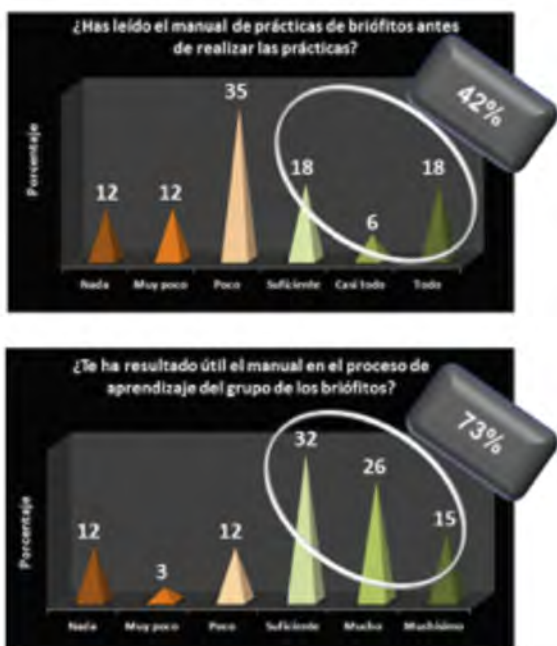 ¿Has leído el manual de prácticas de briófitos antes
de realizar las prácticas?
42%
Porcentaje
12
12
35
18
6
18
Nada
Muy poco
Poco
Suficiente
Casi todo
Todo
¿Te ha resultado útil el manual en el proceso de
aprendizaje del grupo de los briófitos?
73%
Porcentaje
12
3
12
32
26
15
Nada
Muy poco
Poco
Suficiente
Mucho
Muchísimo